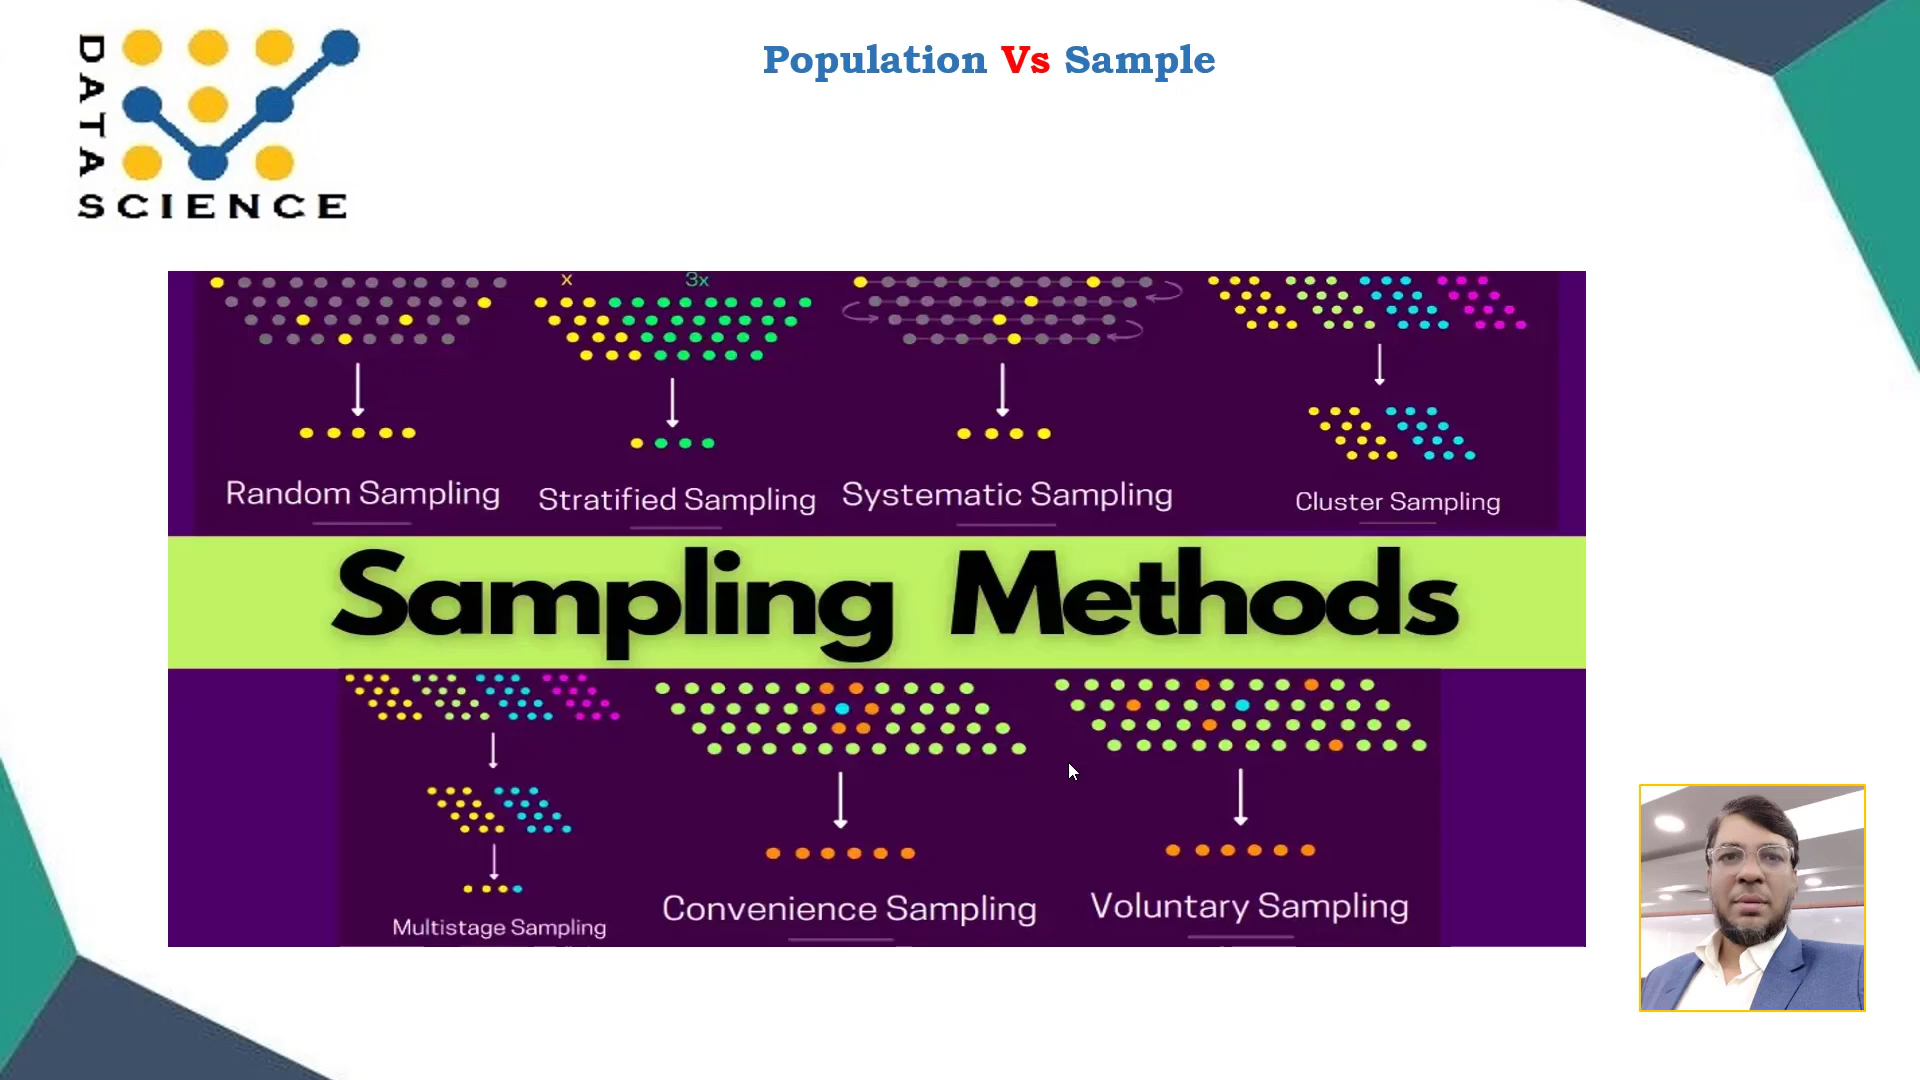 Population Vs Sample
DATA
SCIENCE
x 3x
Random Sampling
Stratified Sampling
Systematic Sampling
Cluster Sampling
Sampling Methods
Multistage Sampling
Convenience Sampling
Voluntary Sampling